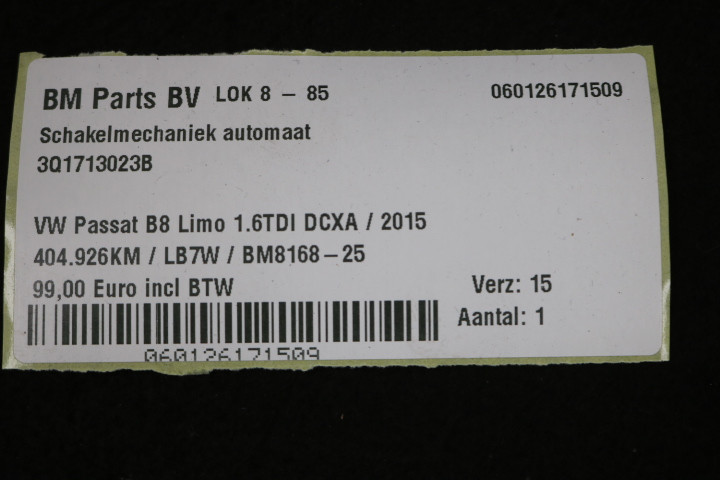 BM Parts BV LOK 8 - 85 060126171509
Schakelmechaniek automaat
3Q1713023B
VW Passat B8 Limo 1.6TDI DCXA / 2015
404.926KM / LB7W / BM8168-25
99,00 Euro incl BTW Verz: 15
Aantal: 1
060126171509